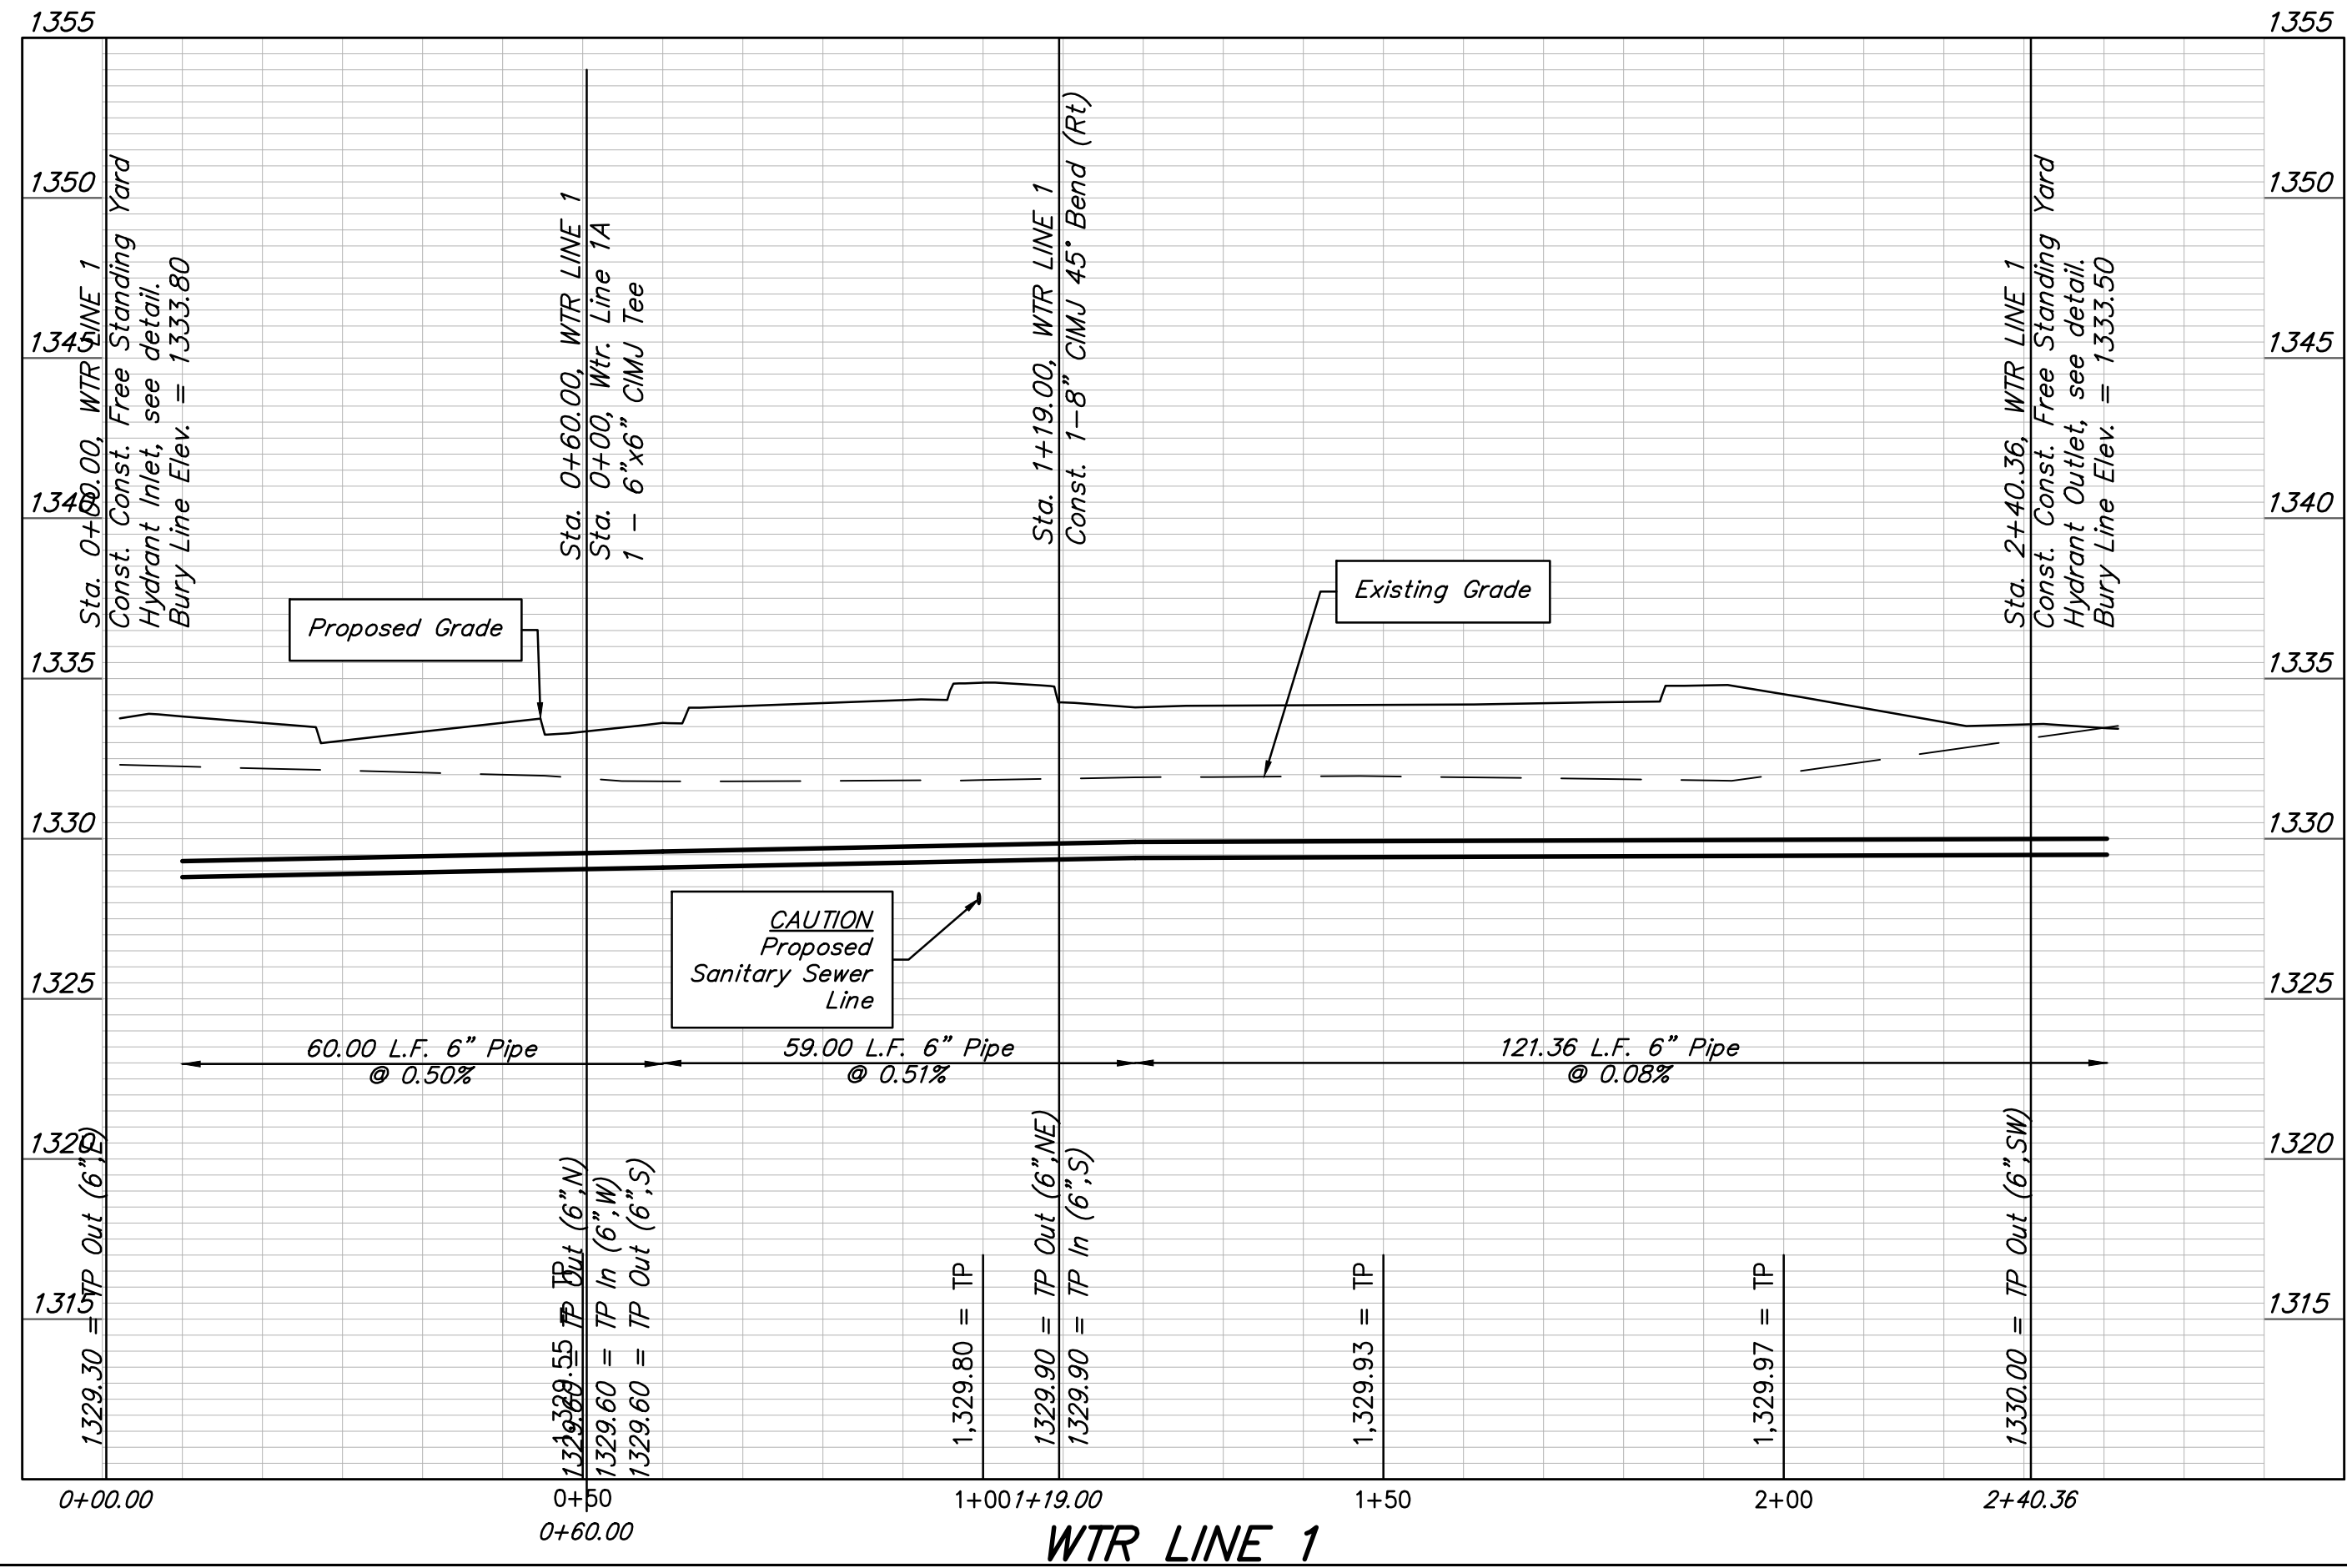 1355
1355
1350
1350
1345
1345
1340
1340
1335
1335
1330
1330
1325
1325
1320
1320
1315
1315
Sta. 0+00.00, WTR LINE 1
Const. Const. Free Standing Yard
Hydrant Inlet, see detail.
Bury Line Elev. = 1333.80
Sta. 0+60.00, WTR LINE 1
Sta. 0+00, Wtr. Line 1A
1 - 6"x6" CIMJ Tee
Sta. 1+19.00, WTR LINE 1
Const. 1-8" CIMJ 45° Bend (Rt)
Sta. 2+40.36, WTR LINE 1
Const. Const. Free Standing Yard
Hydrant Outlet, see detail.
Bury Line Elev. = 1333.50
Proposed Grade
Existing Grade
CAUTION
Proposed
Sanitary Sewer
Line
60.00 L.F. 6" Pipe
@ 0.50%
59.00 L.F. 6" Pipe
@ 0.51%
121.36 L.F. 6" Pipe
@ 0.08%
1329.30 = TP Out (6",E)
1,329.55 = TP
1329.60 = TP Out (6",N)
1329.60 = TP In (6",W)
1329.60 = TP Out (6",S)
1,329.80 = TP
1329.90 = TP Out (6",NE)
1329.90 = TP In (6",S)
1,329.93 = TP
1,329.97 = TP
1330.00 = TP Out (6",SW)
0+00.00
0+50
0+60.00
1+00
1+19.00
1+50
2+00
2+40.36
WTR LINE 1